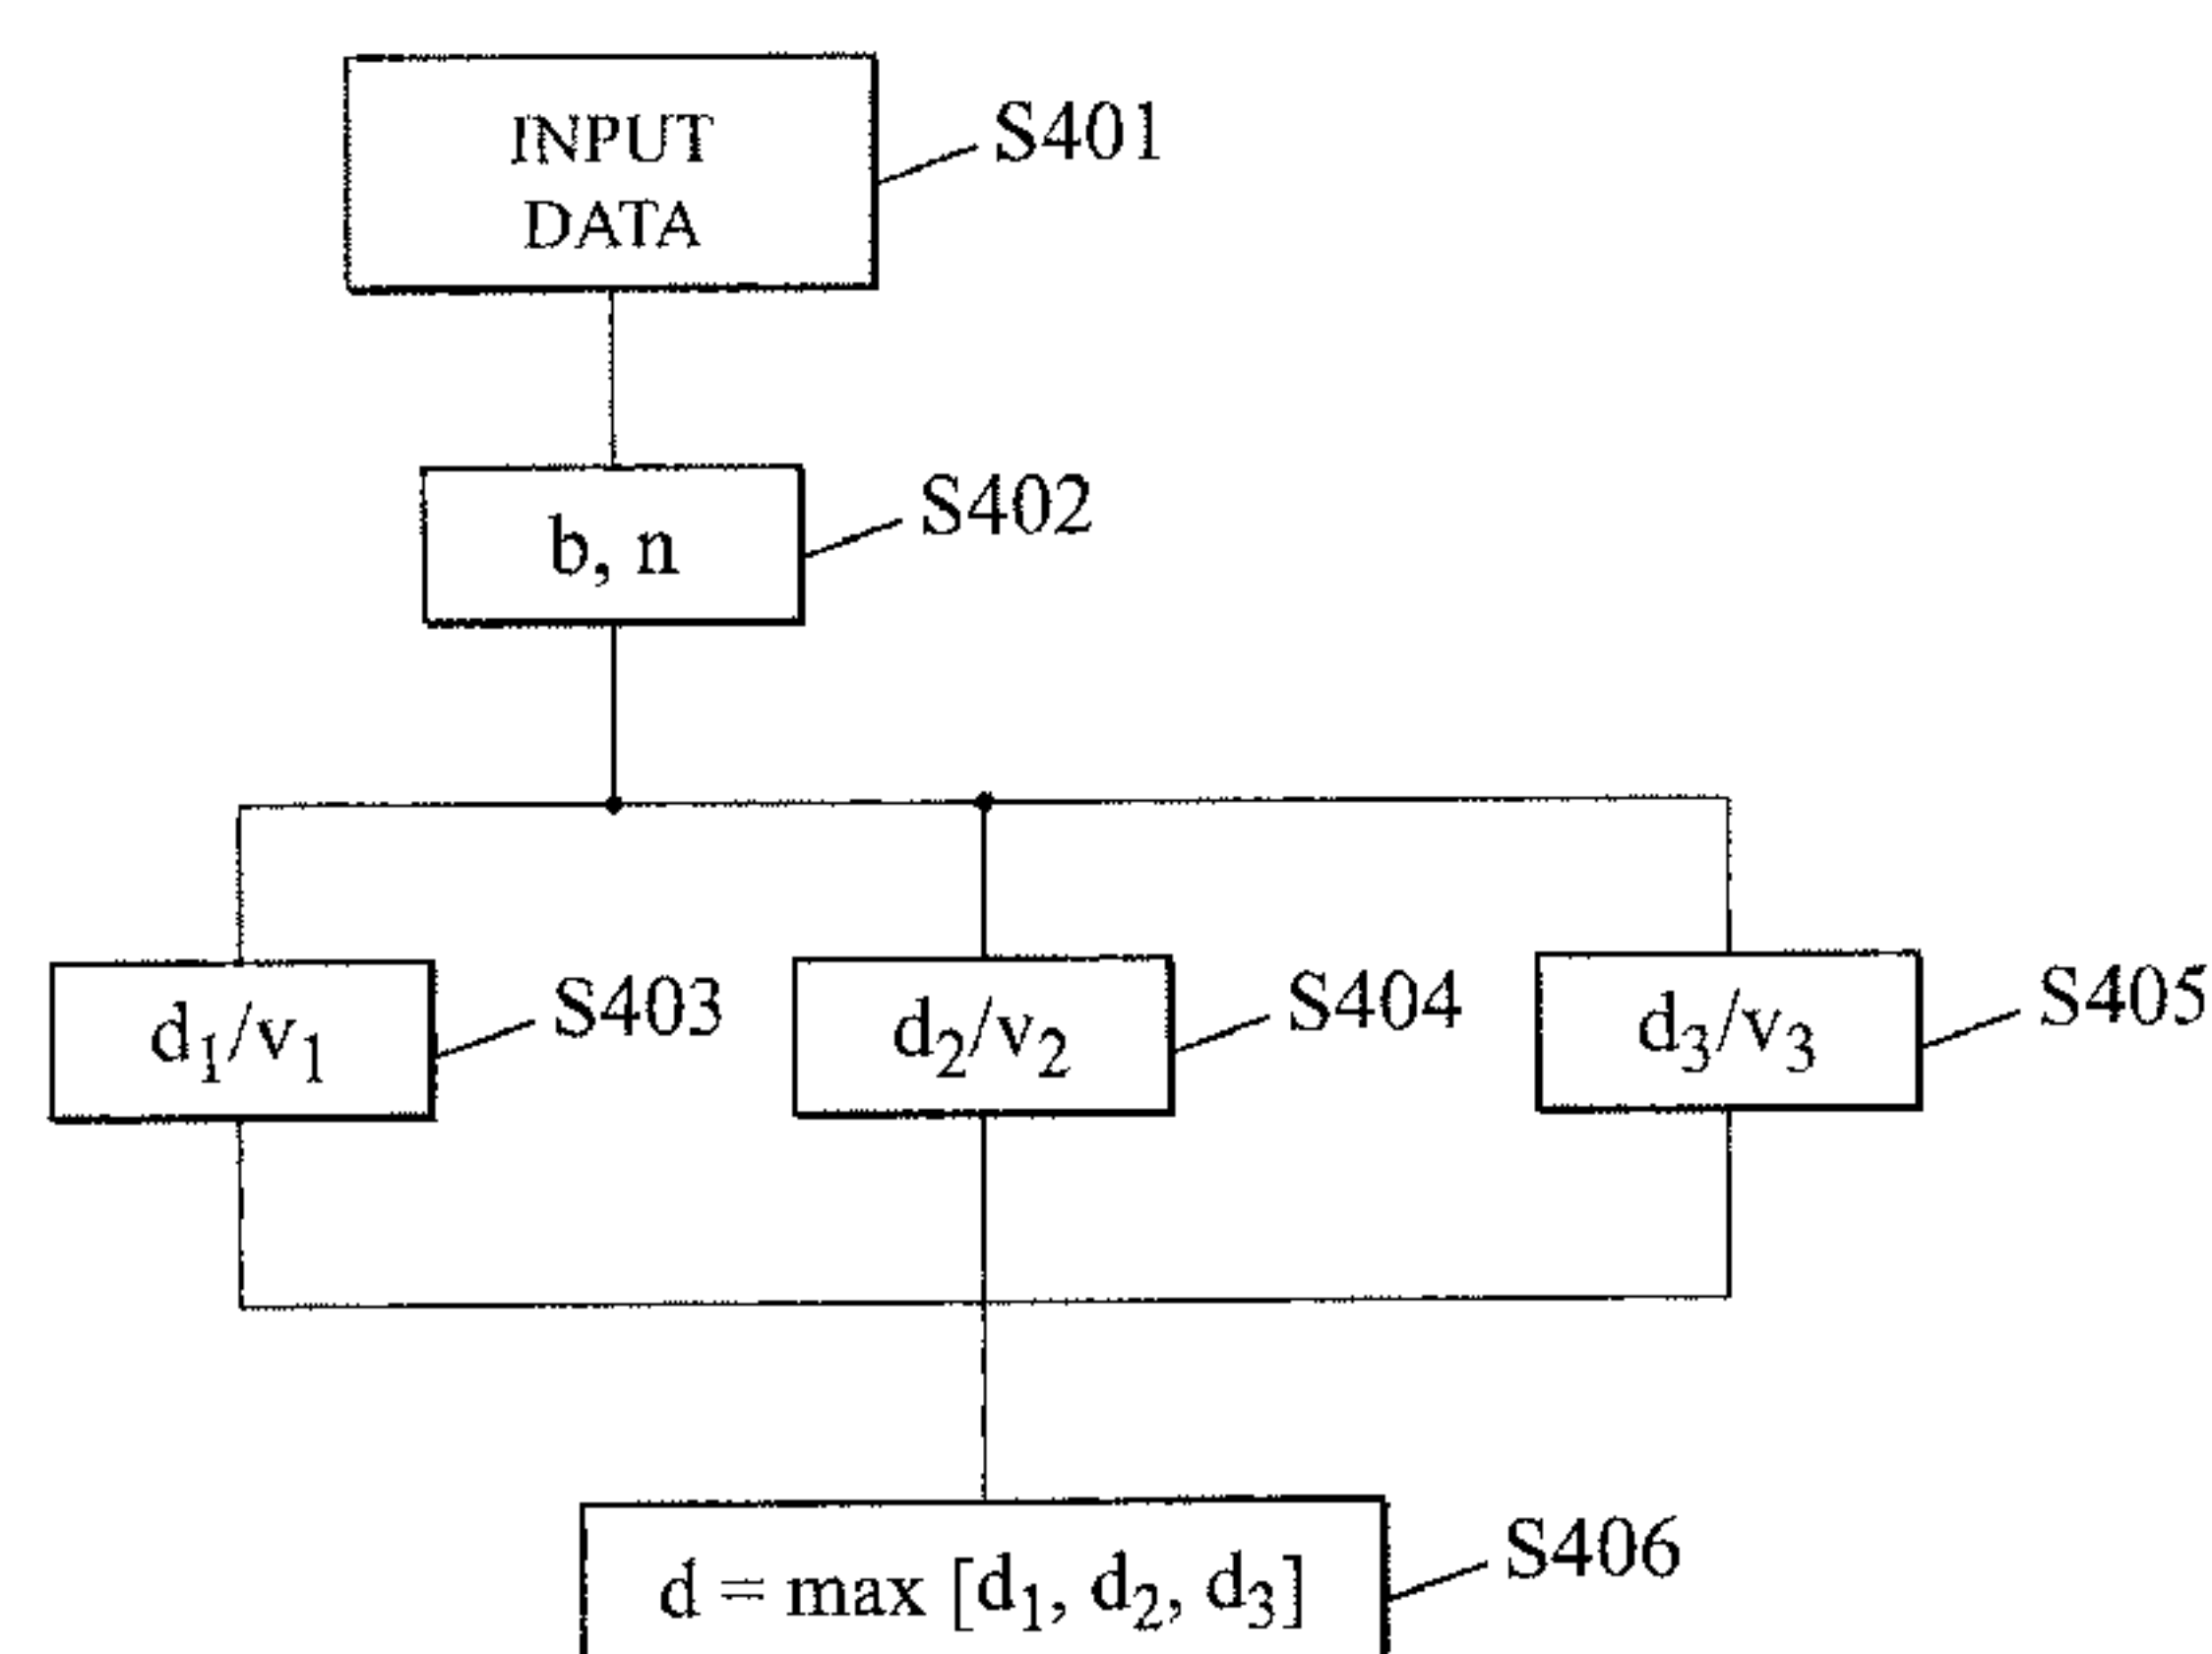 INPUT
DATA
S401
b, n
S402
d₁/v₁
S403
d₂/v₂
S404
d₃/v₃
S405
d = max [d₁, d₂, d₃]
S406